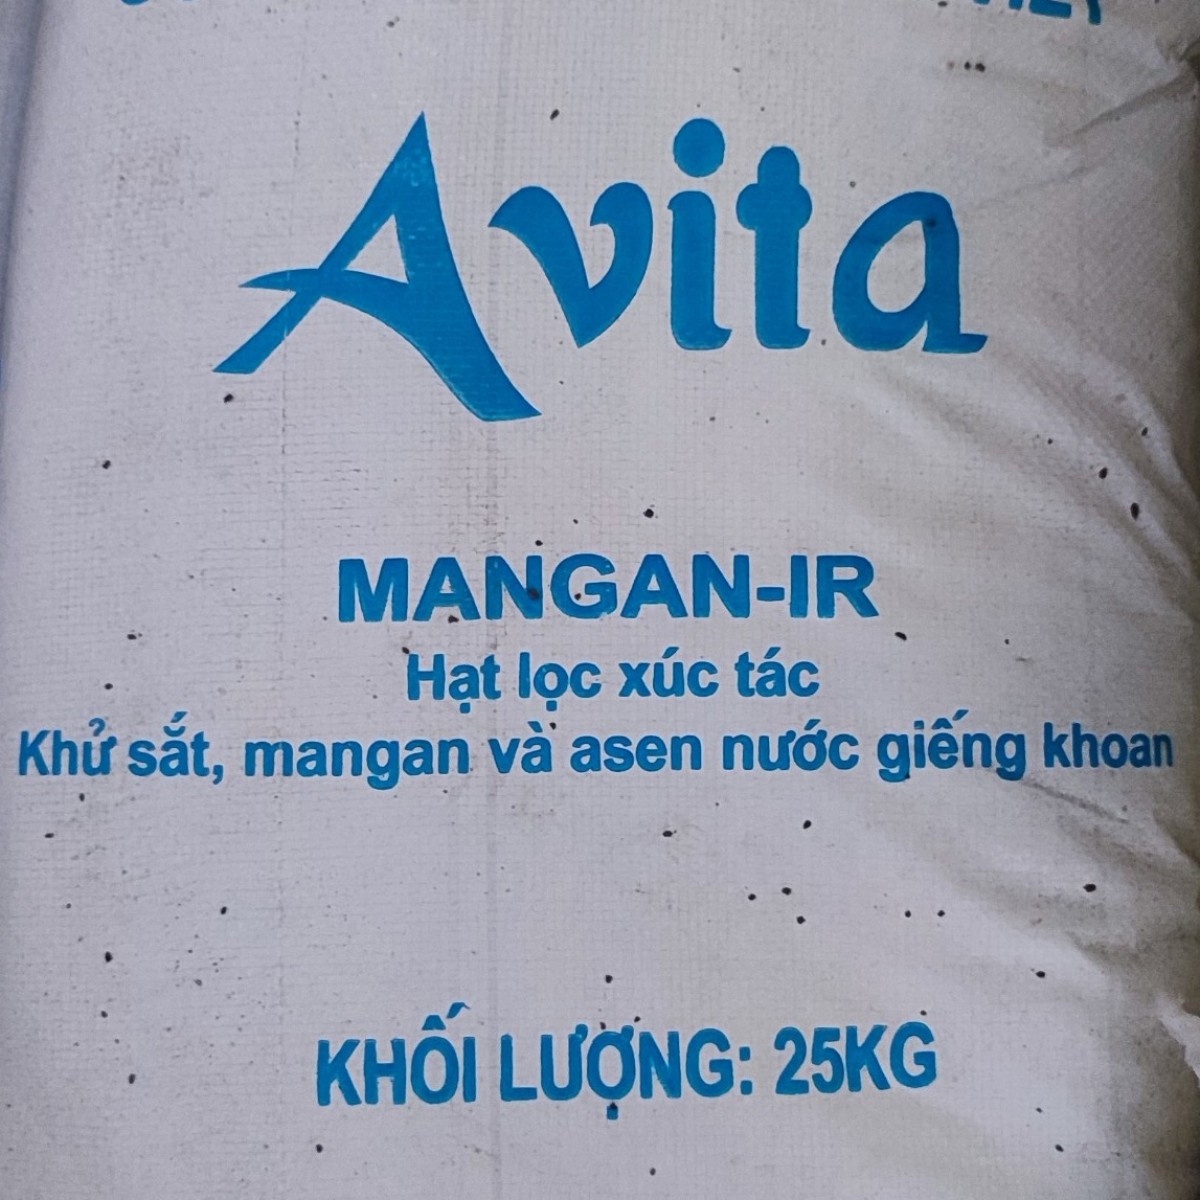 Avita
MANGAN-IR
Hạt lọc xúc tác
Khử sắt, mangan và asen nước giếng khoan
KHỐI LƯỢNG: 25KG